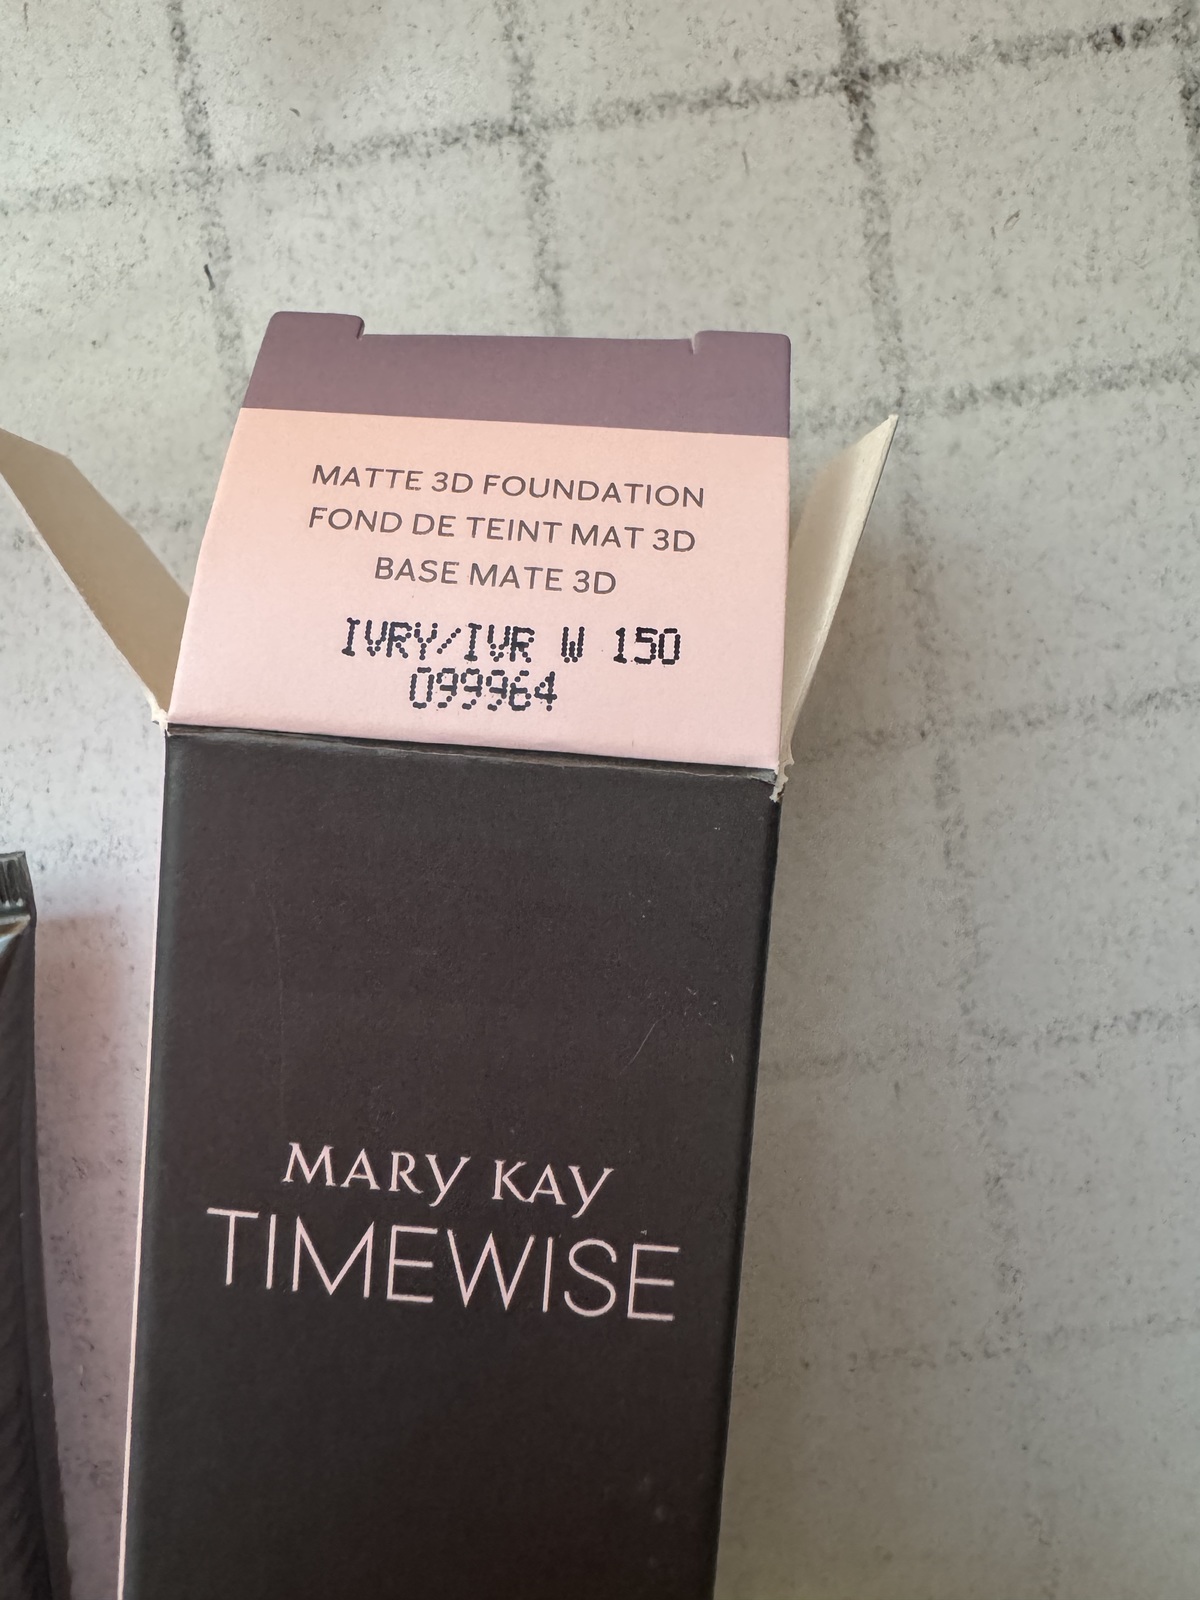 MATTE 3D FOUNDATION
FOND DE TEINT MAT 3D
BASE MATE 3D
IVRY/IVR W 150
099964
MARY KAY
TIMEWISE